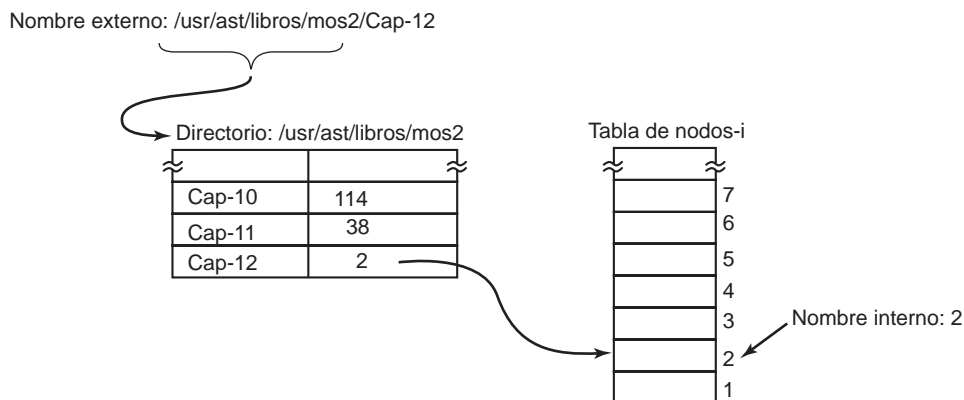 Nombre externo: /usr/ast/libros/mos2/Cap-12
Directorio: /usr/ast/libros/mos2
Cap-10 114
Cap-11 38
Cap-12 2
Tabla de nodos-i
7
6
5
4
3
2
1
Nombre interno: 2